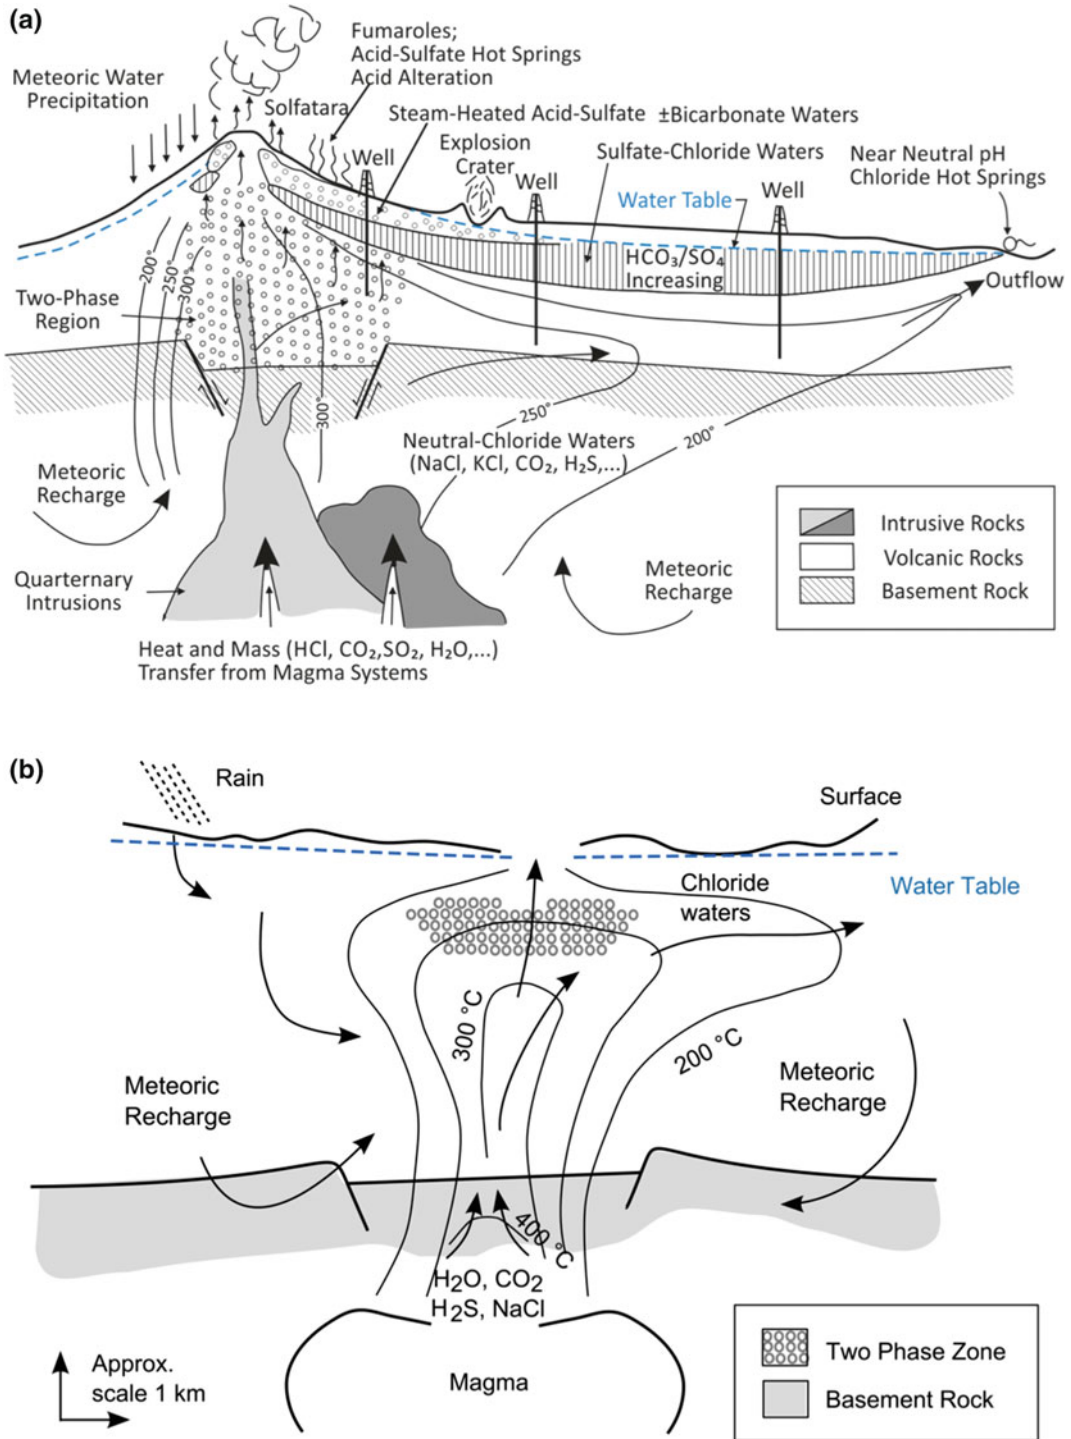 (a)
Fumaroles;
Acid-Sulfate Hot Springs
Acid Alteration
Meteoric Water
Precipitation
Solfatara
Steam-Heated Acid-Sulfate ±Bicarbonate Waters
Well
Explosion
Crater
Well
Sulfate-Chloride Waters
Near Neutral pH
Chloride Hot Springs
Water Table
Well
HCO₃/SO₄
Increasing
Outflow
200°
250°
300°
Two-Phase
Region
300°
250°
200°
Neutral-Chloride Waters
(NaCl, KCl, CO₂, H₂S,...)
Meteoric
Recharge
Quarternary
Intrusions
Meteoric
Recharge
Intrusive Rocks
Volcanic Rocks
Basement Rock
Heat and Mass (HCl, CO₂,SO₂, H₂O,...)
Transfer from Magma Systems
(b)
Rain
Surface
Chloride
waters
Water Table
300 °C
200 °C
Meteoric
Recharge
Meteoric
Recharge
400 °C
H₂O, CO₂
H₂S, NaCl
Magma
Approx.
scale 1 km
Two Phase Zone
Basement Rock